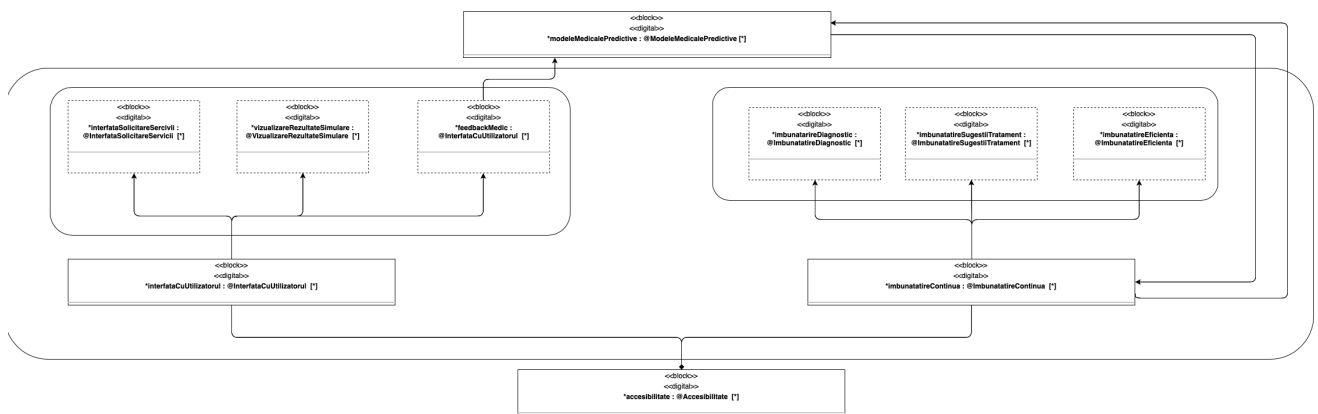 <<block>>
<<digital>>
*modeleMedicalePredictive : @ModeleMedicalePredictive [*]
<<block>>
<<digital>>
*interfataSolicitareSercivii :
@InterfataSolicitareServicii [*]
<<block>>
<<digital>>
*vizualizareRezultateSimulare :
@VizualizareRezultateSimulare [*]
<<block>>
<<digital>>
*feedbackMedic :
@InterfataCuUtilizatorul [*]
<<block>>
<<digital>>
*imbunatarireDiagnostic :
@ImbunatatireDiagnostic [*]
<<block>>
<<digital>>
*imbunatatireSugestiiTratament :
@ImbunatatireSugestiiTratament [*]
<<block>>
<<digital>>
*imbunatatireEficienta :
@ImbunatatireEficienta [*]
<<block>>
<<digital>>
*interfataCuUtilizatorul : @InterfataCuUtilizatorul [*]
<<block>>
<<digital>>
*imbunatatireContinua : @ImbunatatireContinua [*]
<<block>>
<<digital>>
*accesibilitate : @Accesibilitate [*]